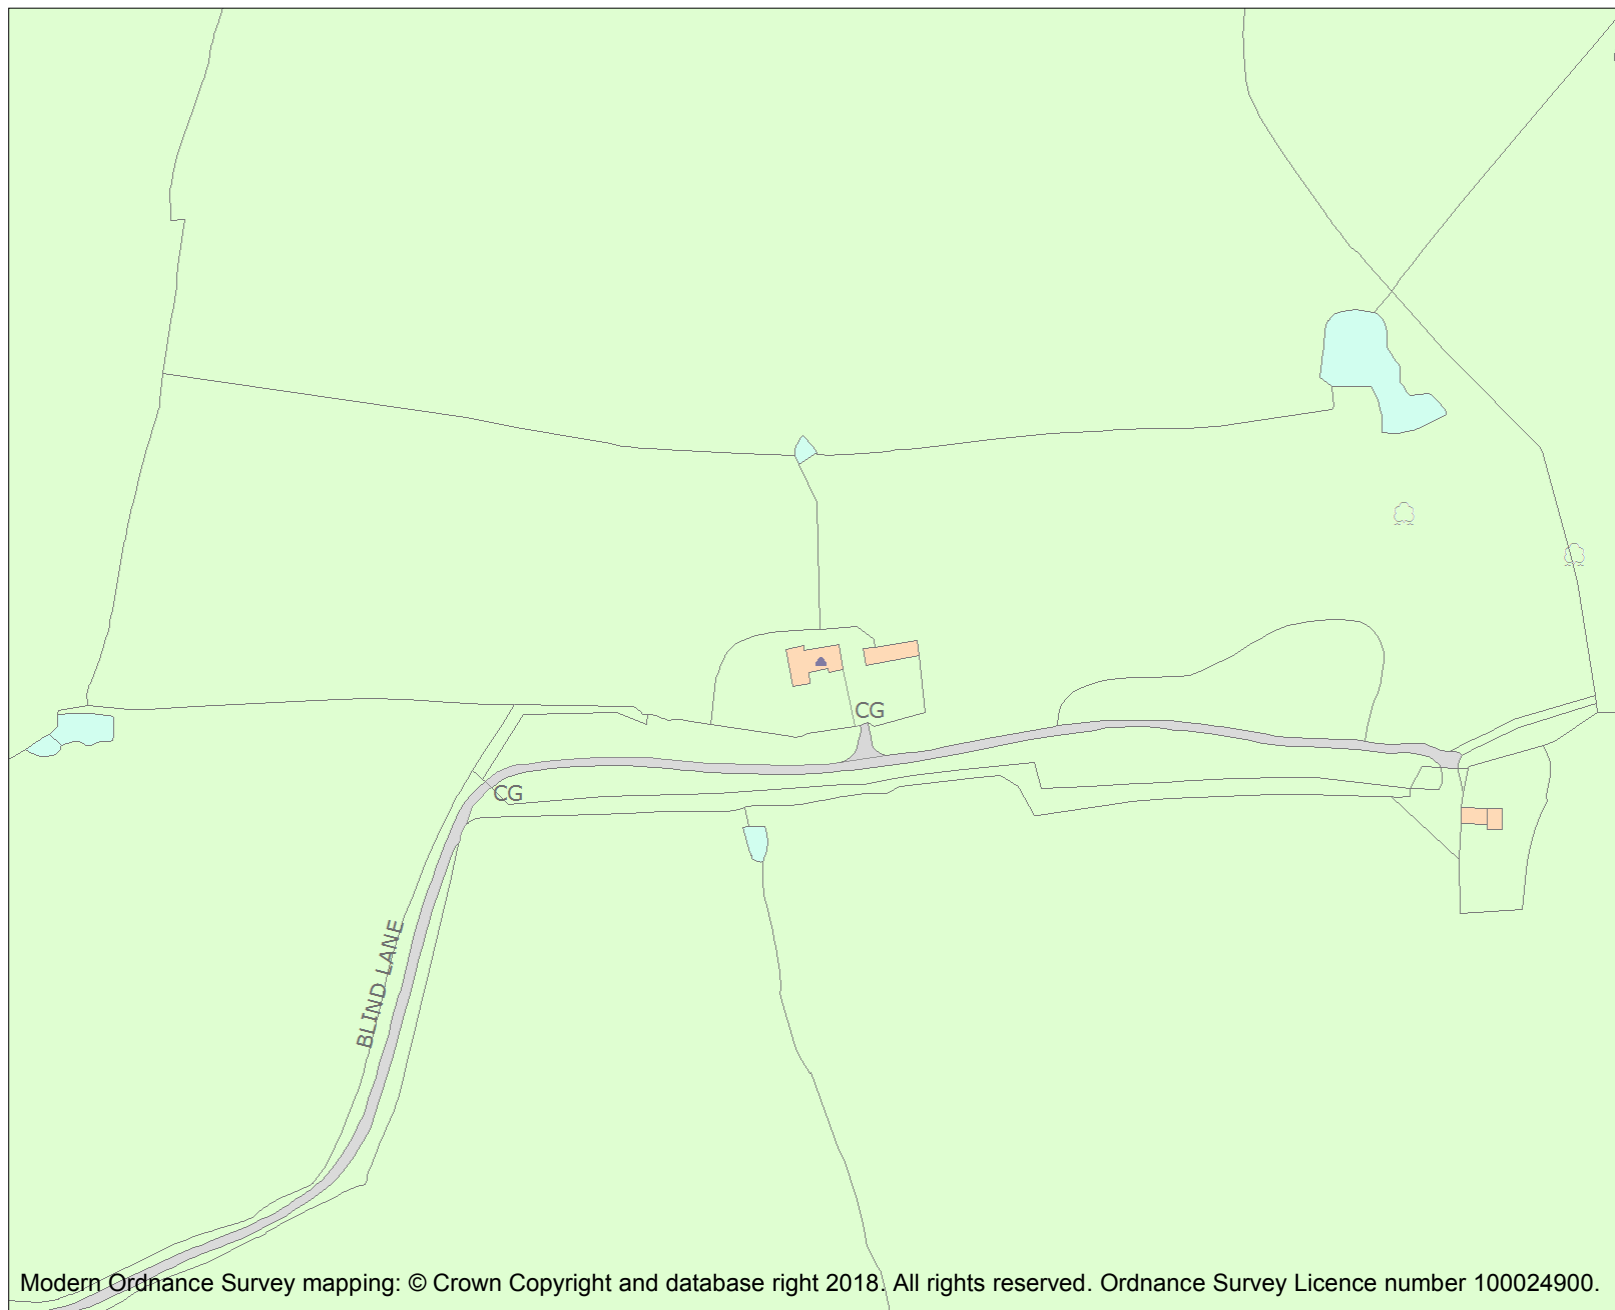 CG
CG
BLIND LANE
Modern Ordnance Survey mapping: © Crown Copyright and database right 2018. All rights reserved. Ordnance Survey Licence number 100024900.